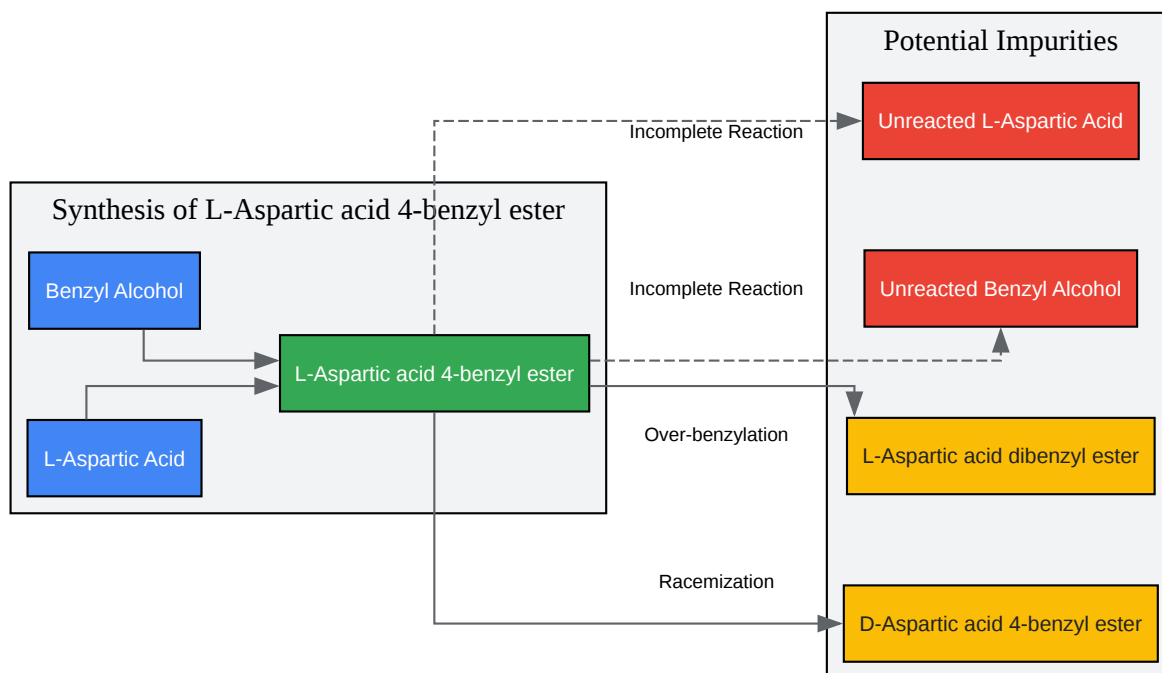 Potential Impurities
Unreacted L-Aspartic Acid
Incomplete Reaction
Synthesis of L-Aspartic acid 4-benzyl ester
Benzyl Alcohol
Incomplete Reaction
Unreacted Benzyl Alcohol
L-Aspartic acid 4-benzyl ester
L-Aspartic Acid
Over-benzylation
L-Aspartic acid dibenzyl ester
Racemization
D-Aspartic acid 4-benzyl ester